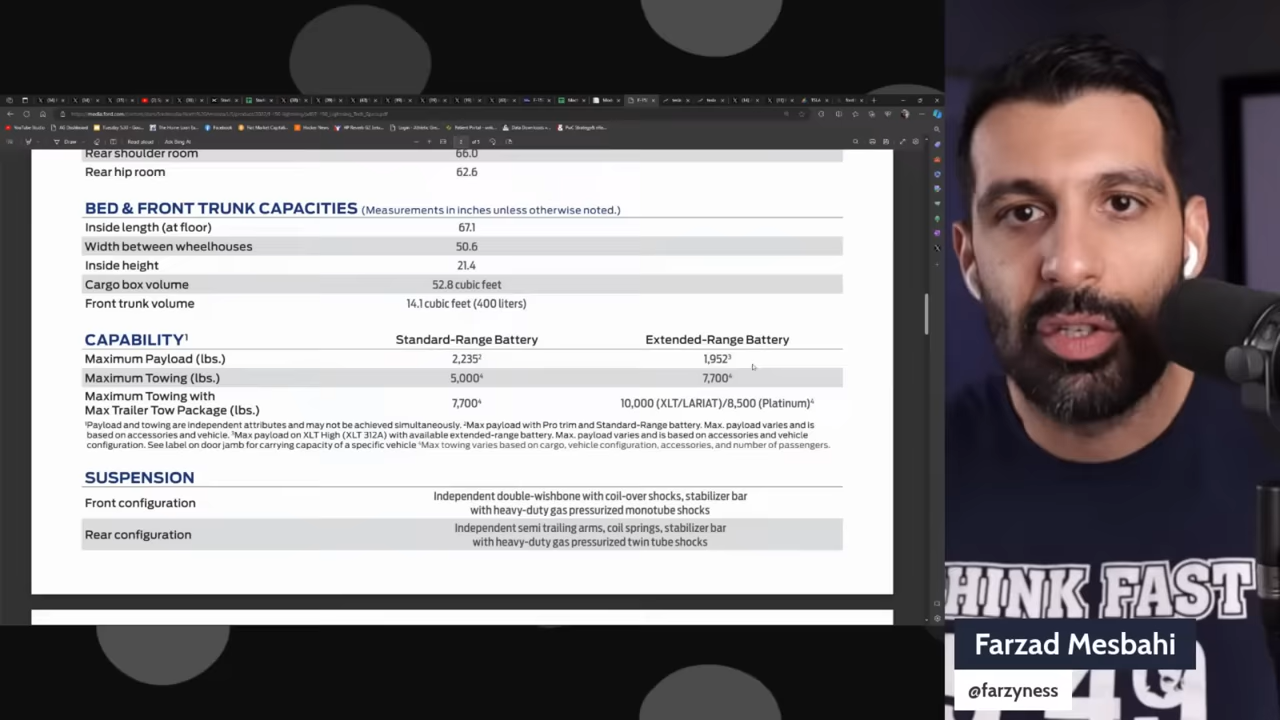 Rear shoulder room 66.0
Rear hip room 62.6
BED & FRONT TRUNK CAPACITIES (Measurements in inches unless otherwise noted.)
Inside length (at floor) 67.1
Width between wheelhouses 50.6
Inside height 21.4
Cargo box volume 52.8 cubic feet
Front trunk volume 14.1 cubic feet (400 liters)
CAPABILITY¹ Standard-Range Battery Extended-Range Battery
Maximum Payload (lbs.) 2,235² 1,952³
Maximum Towing (lbs.) 5,000⁴ 7,700⁴
Maximum Towing with
Max Trailer Tow Package (lbs.) 7,700⁴ 10,000 (XLT/LARIAT)/8,500 (Platinum)⁴
¹Payload and towing are independent attributes and may not be achieved simultaneously. ²Max payload with Pro trim and Standard-Range battery. Max. payload varies and is
based on accessories and vehicle. ³Max payload on XLT High (XLT 312A) with available extended-range battery. Max. payload varies and is based on accessories and vehicle
configuration. See label on door jamb for carrying capacity of a specific vehicle ⁴Max towing varies based on cargo, vehicle configuration, accessories, and number of passengers.
SUSPENSION
Front configuration Independent double-wishbone with coil-over shocks, stabilizer bar
with heavy-duty gas pressurized monotube shocks
Rear configuration Independent semi trailing arms, coil springs, stabilizer bar
with heavy-duty gas pressurized twin tube shocks
HINK FAST
Farzad Mesbahi
@farzyness
YouTube Studio
Facebook
Draw
Read aloud